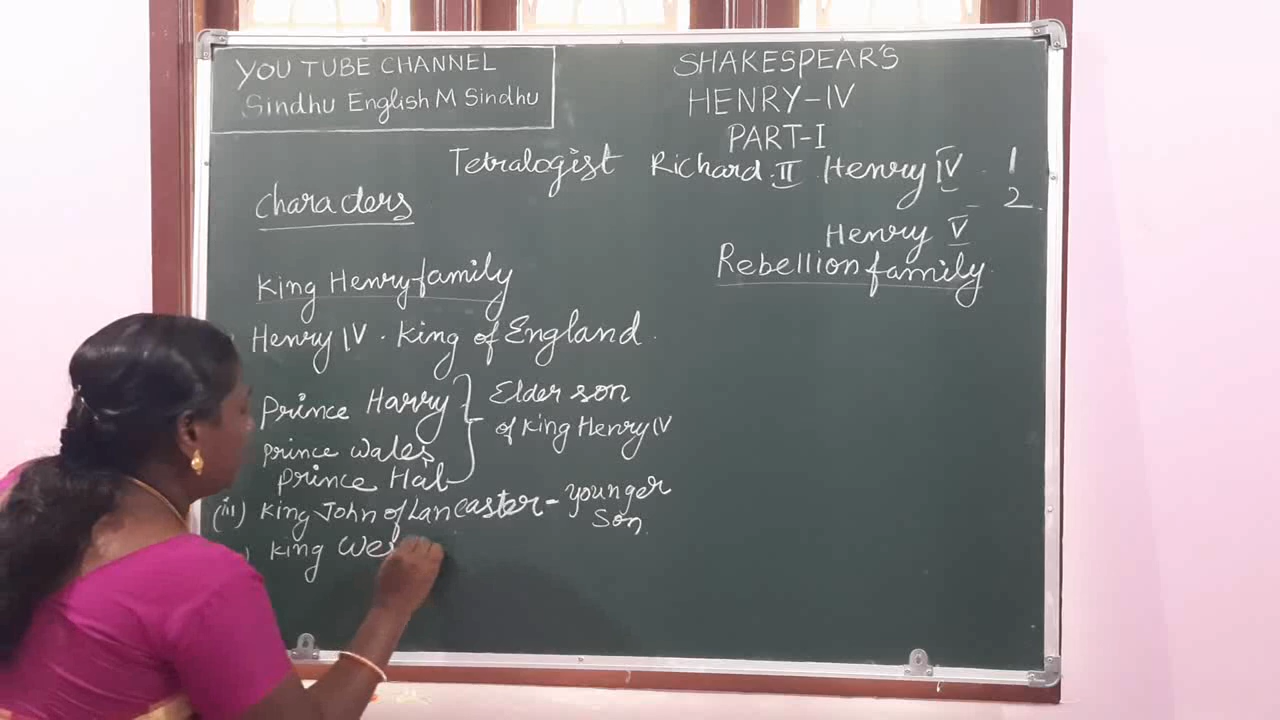 YOU TUBE CHANNEL
Sindhu English M Sindhu
SHAKESPEAR'S
HENRY-IV
PART-I
Tetralogist Richard.II Henry IV. 1
2
Henry V
Characters
King Henry family
Rebellion family
Henry IV. King of England.
Prince Harry
Prince Wales
Prince Hal
Elder son
of King Henry IV
(iii) King John of Lancaster - Younger
Son.
King Wes